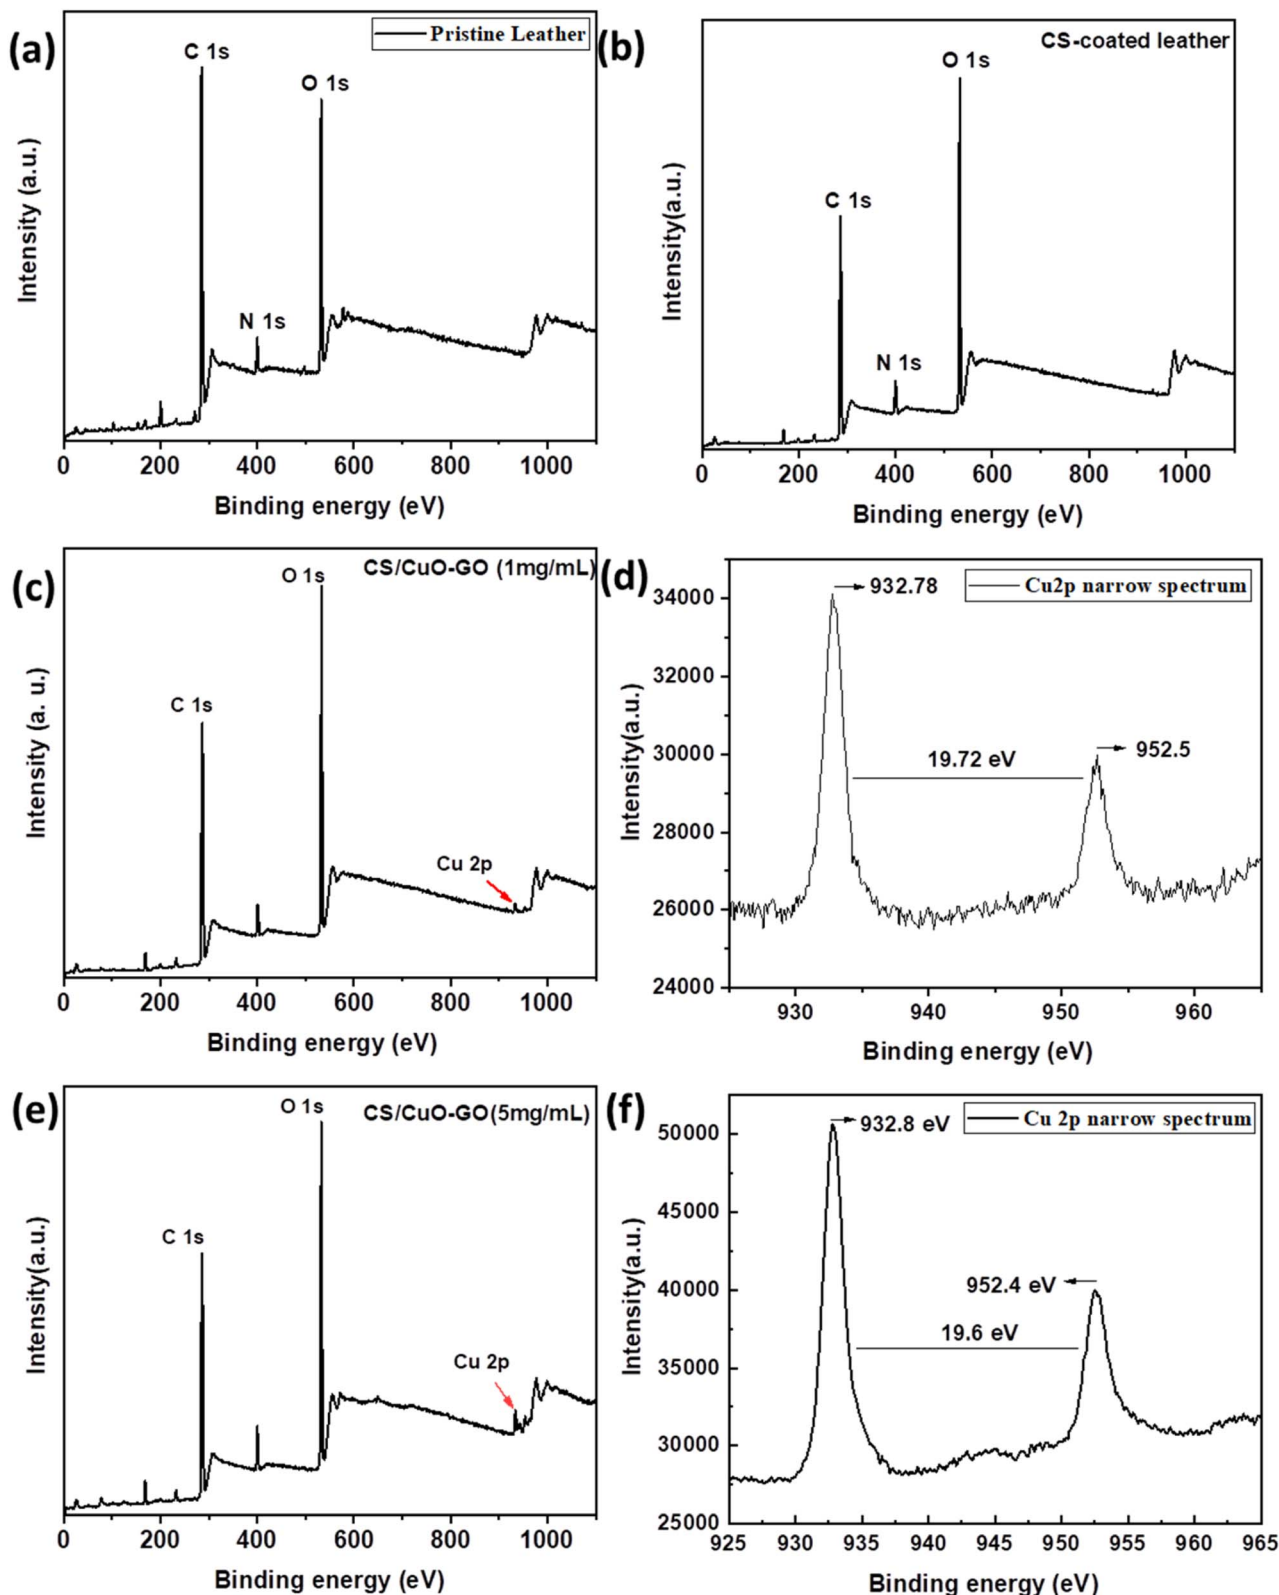 (a)
Pristine Leather
C 1s
O 1s
N 1s
Intensity (a.u.)
0 200 400 600 800 1000
Binding energy (eV)
(b)
CS-coated leather
O 1s
C 1s
N 1s
Intensity(a.u.)
0 200 400 600 800 1000
Binding energy (eV)
(c)
CS/CuO-GO (1mg/mL)
O 1s
C 1s
Cu 2p
Intensity (a. u.)
0 200 400 600 800 1000
Binding energy (eV)
(d)
Cu2p narrow spectrum
932.78
952.5
19.72 eV
34000
32000
30000
28000
26000
24000
Intensity(a.u.)
930 940 950 960
Binding energy (eV)
(e)
CS/CuO-GO(5mg/mL)
O 1s
C 1s
Cu 2p
Intensity(a.u.)
0 200 400 600 800 1000
Binding energy (eV)
(f)
Cu 2p narrow spectrum
932.8 eV
952.4 eV
19.6 eV
50000
45000
40000
35000
30000
25000
Intensity(a.u.)
925 930 935 940 945 950 955 960 965
Binding energy (eV)